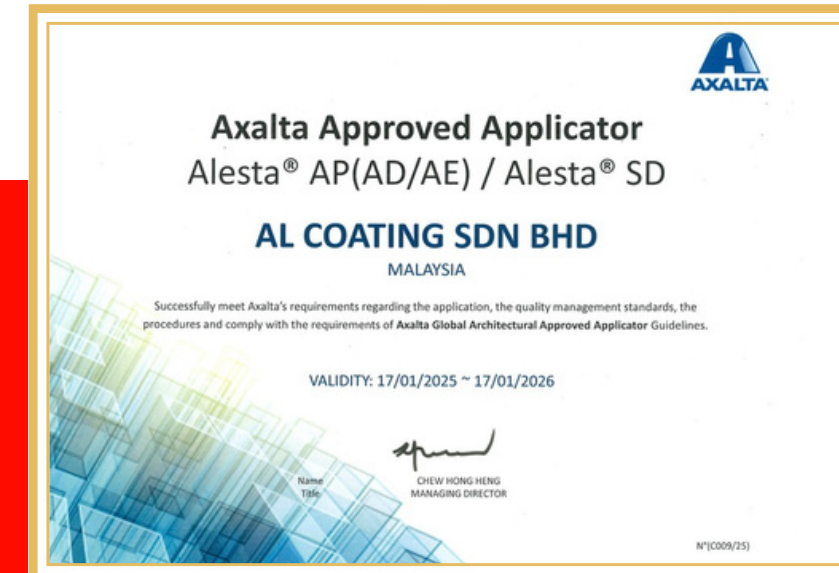 AXALTA
Axalta Approved Applicator
Alesta® AP(AD/AE) / Alesta® SD
AL COATING SDN BHD
MALAYSIA
Successfully meet Axalta's requirements regarding the application, the quality management standards, the
procedures and comply with the requirements of Axalta Global Architectural Approved Applicator Guidelines.
VALIDITY: 17/01/2025 ~ 17/01/2026
Name CHEW HONG HENG
Title MANAGING DIRECTOR
N°(C009/25)